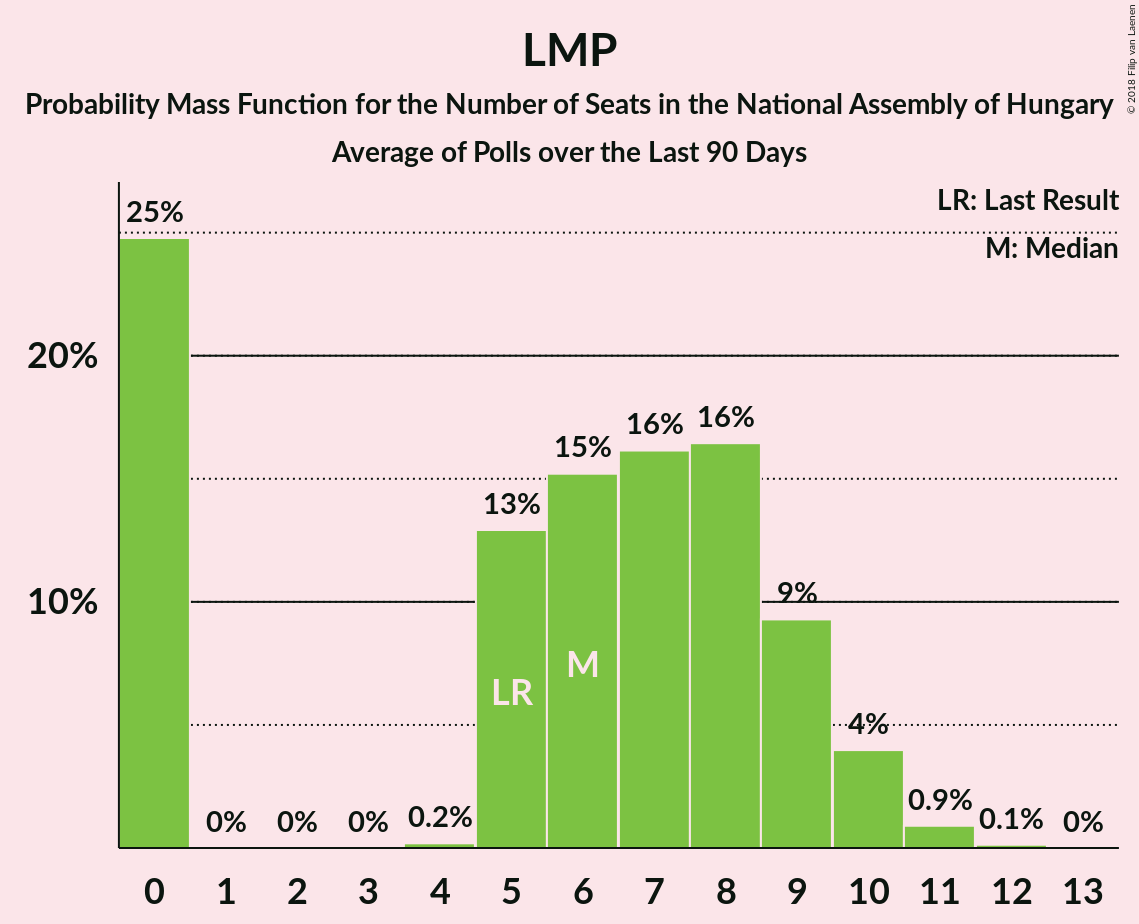 LMP
Probability Mass Function for the Number of Seats in the National Assembly of Hungary
Average of Polls over the Last 90 Days
© 2018 Filip van Laenen
LR: Last Result
M: Median
25%
20%
16%
16%
15%
13%
10%
9%
M
LR
4%
0.9%
0.2%
0.1%
0% 0% 0% 0%
0 1 2 3 4 5 6 7 8 9 10 11 12 13